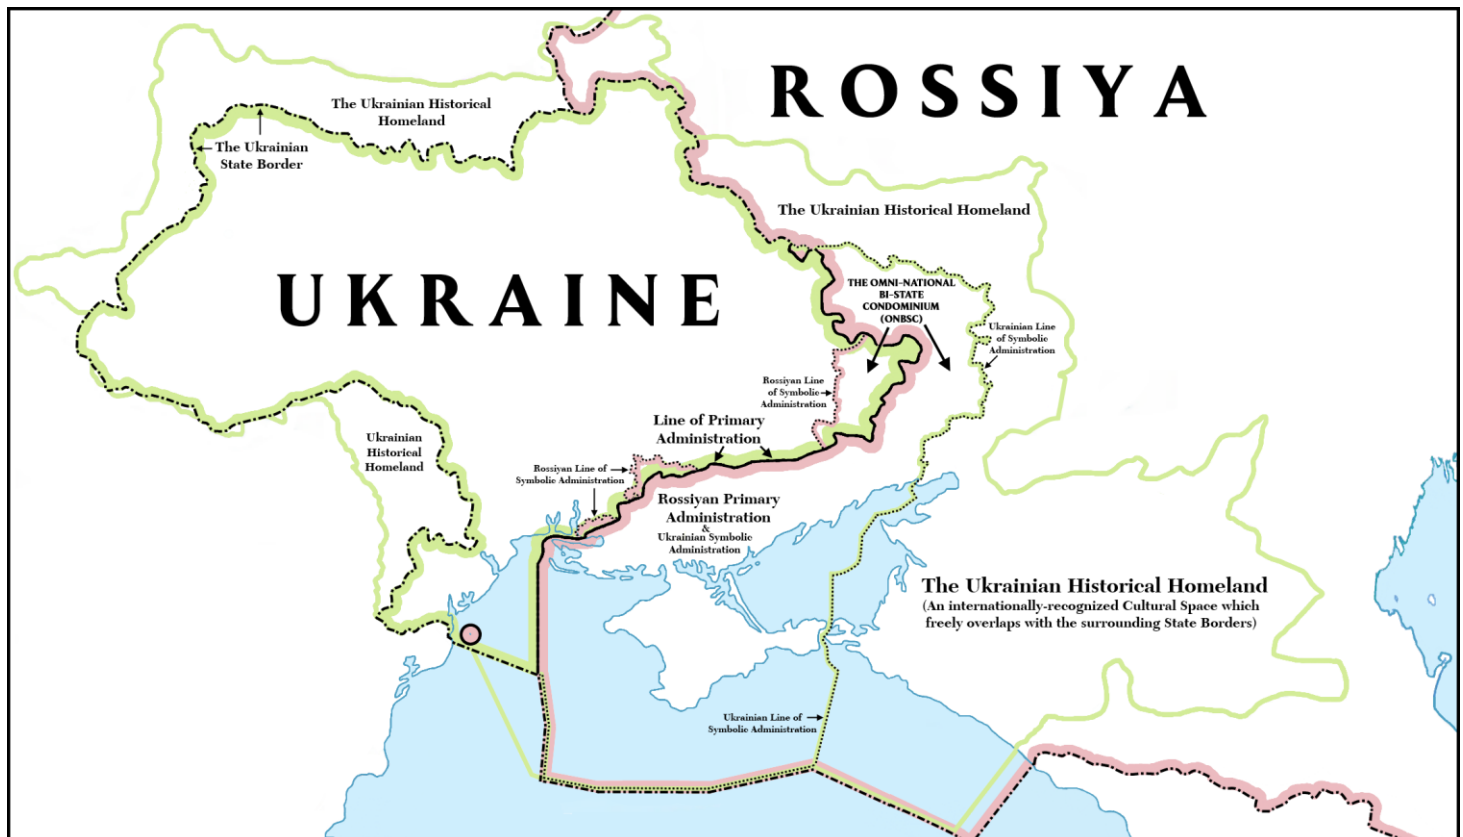 ROSSIYA
The Ukrainian Historical
Homeland
The Ukrainian
State Border
The Ukrainian Historical Homeland
UKRAINE
THE OMNI-NATIONAL
BI-STATE
CONDOMINIUM
(ONBSC)
Ukrainian Line
of Symbolic
Administration
Rossiyan Line
of Symbolic
Administration
Line of Primary
Administration
Ukrainian
Historical
Homeland
Rossiyan Line of
Symbolic Administration
Rossiyan Primary
Administration
&
Ukrainian Symbolic
Administration
The Ukrainian Historical Homeland
(An internationally-recognized Cultural Space which
freely overlaps with the surrounding State Borders)
Ukrainian Line of
Symbolic Administration